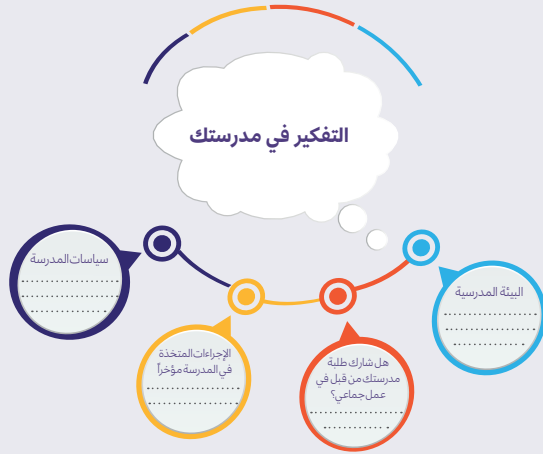 التفكير في مدرستك
البيئة المدرسية
هل شارك طلبة
مدرستك من قبل في
عمل جماعي؟
الإجراءات المتخذة
في المدرسة مؤخراً
سياسات المدرسة